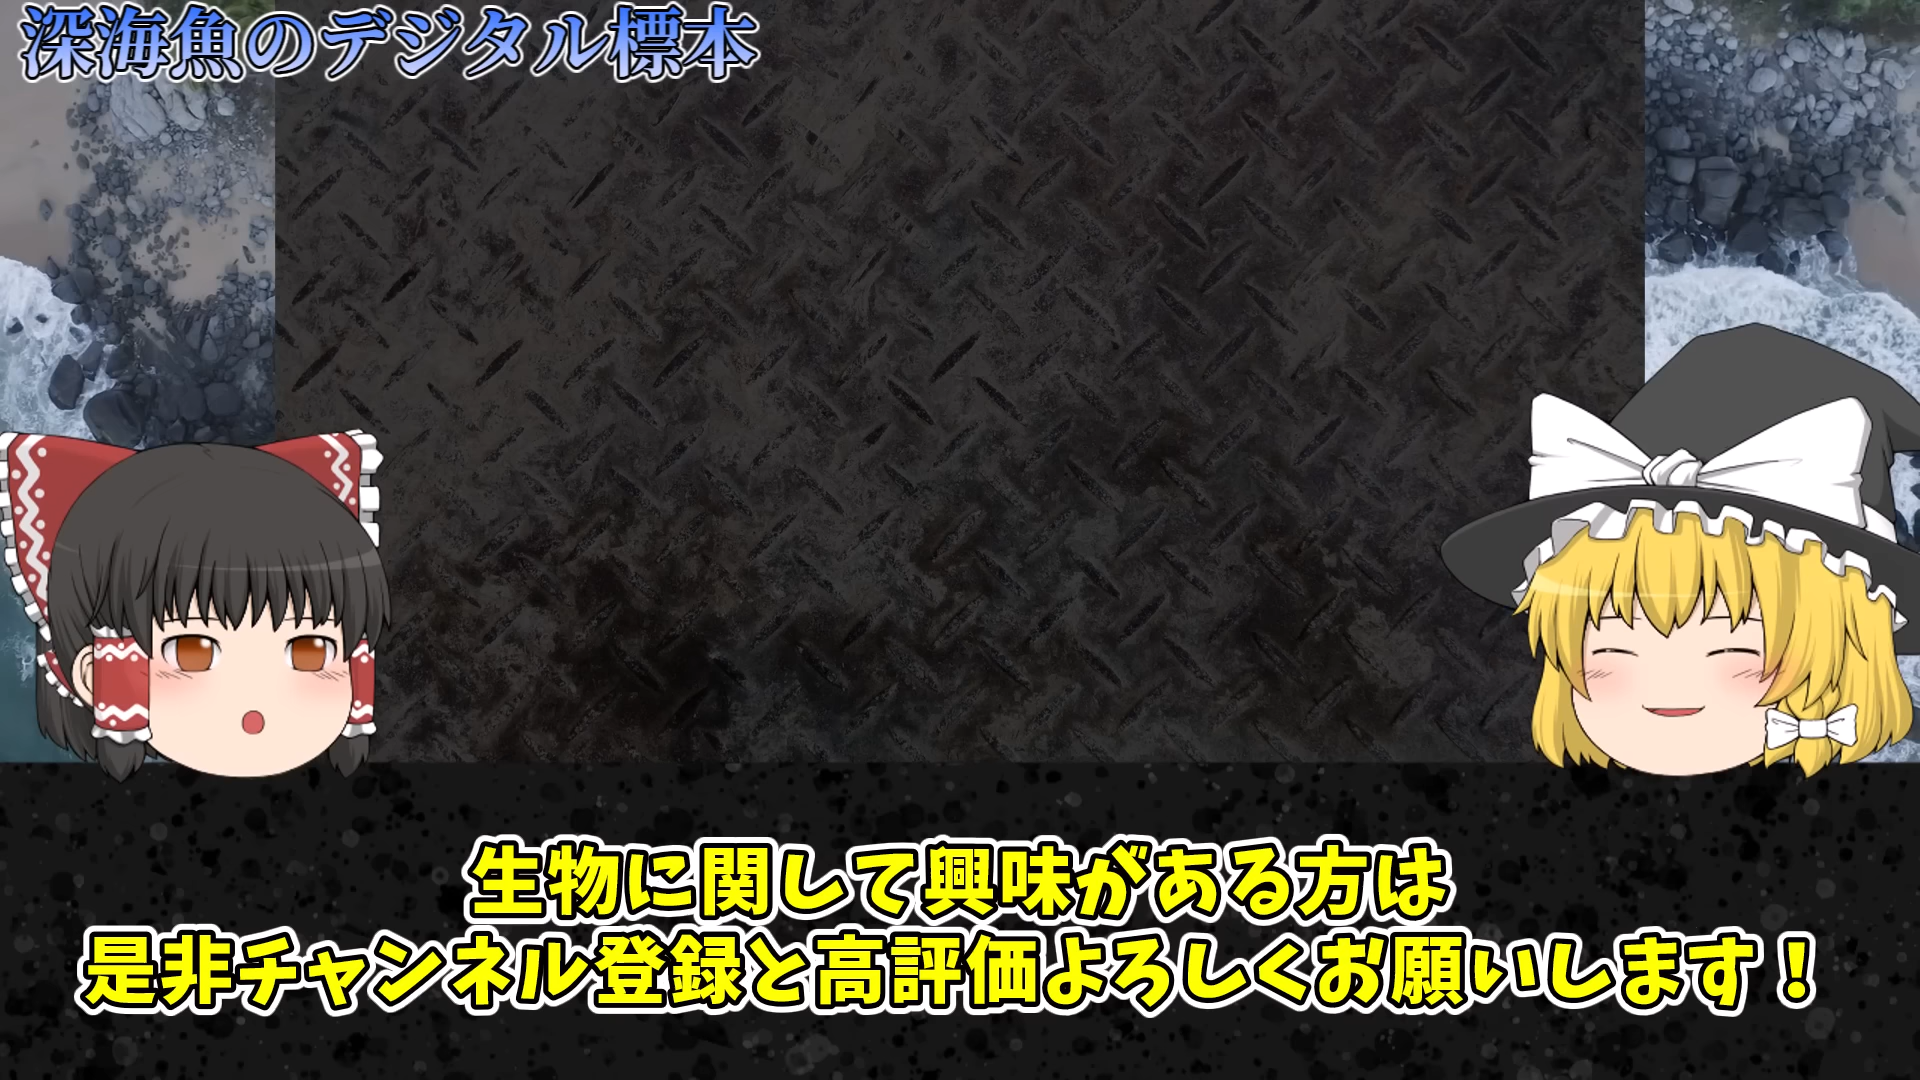 深海魚のデジタル標本
生物に関して興味がある方は
是非チャンネル登録と高評価よろしくお願いします！